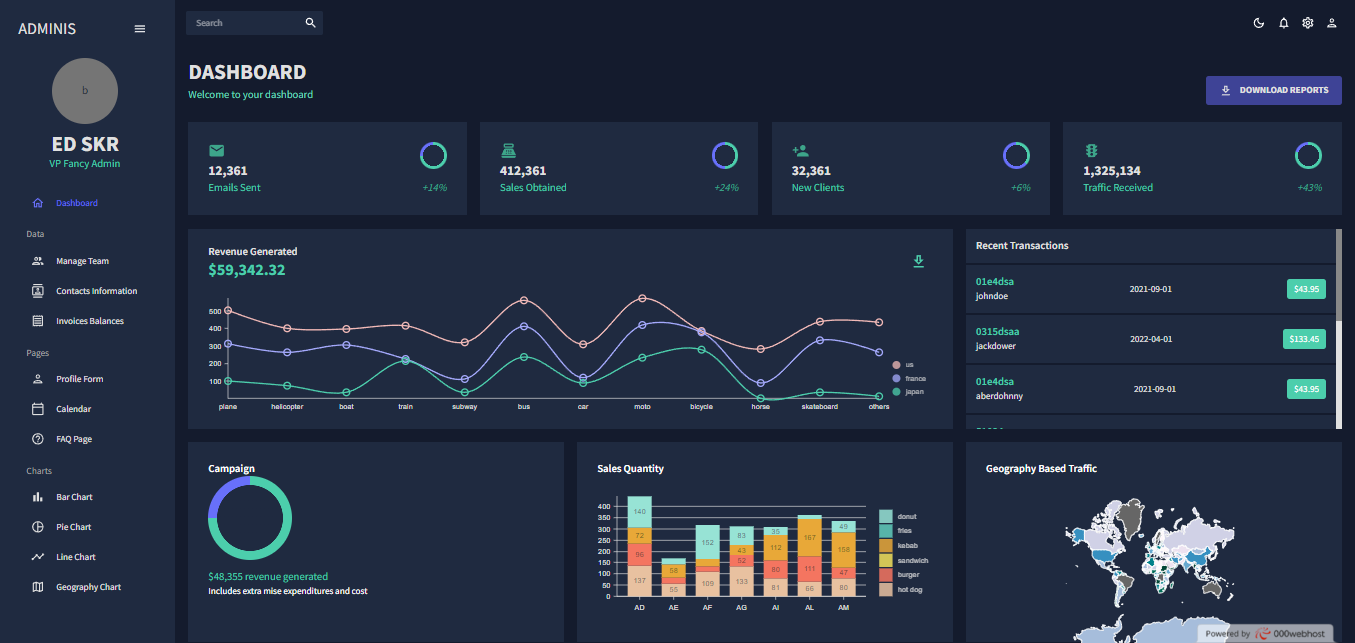 ADMINIS
b
ED SKR
VP Fancy Admin
Dashboard
Data
Manage Team
Contacts Information
Invoices Balances
Pages
Profile Form
Calendar
FAQ Page
Charts
Bar Chart
Pie Chart
Line Chart
Geography Chart
Search
DASHBOARD
Welcome to your dashboard
DOWNLOAD REPORTS
12,361
Emails Sent
+14%
412,361
Sales Obtained
+24%
32,361
New Clients
+6%
1,325,134
Traffic Received
+43%
Revenue Generated
$59,342.32
500
400
300
200
100
plane helicopter boat train subway bus car moto bicycle horse skateboard others
us
france
japan
Recent Transactions
01e4dsa
johndoe
2021-09-01
$43.95
0315dsaa
jackdower
2022-04-01
$133.45
01e4dsa
aberdohnny
2021-09-01
$43.95
Campaign
$48,355 revenue generated
Includes extra mise expenditures and cost
Sales Quantity
400
350
300
250
200
150
100
50
0
140
72
96
137
58
55
152
109
83
43
52
133
35
112
80
81
167
111
66
49
158
47
80
AD AE AF AG AI AL AM
donut
fries
kebab
sandwich
burger
hot dog
Geography Based Traffic
Powered by 000webhost